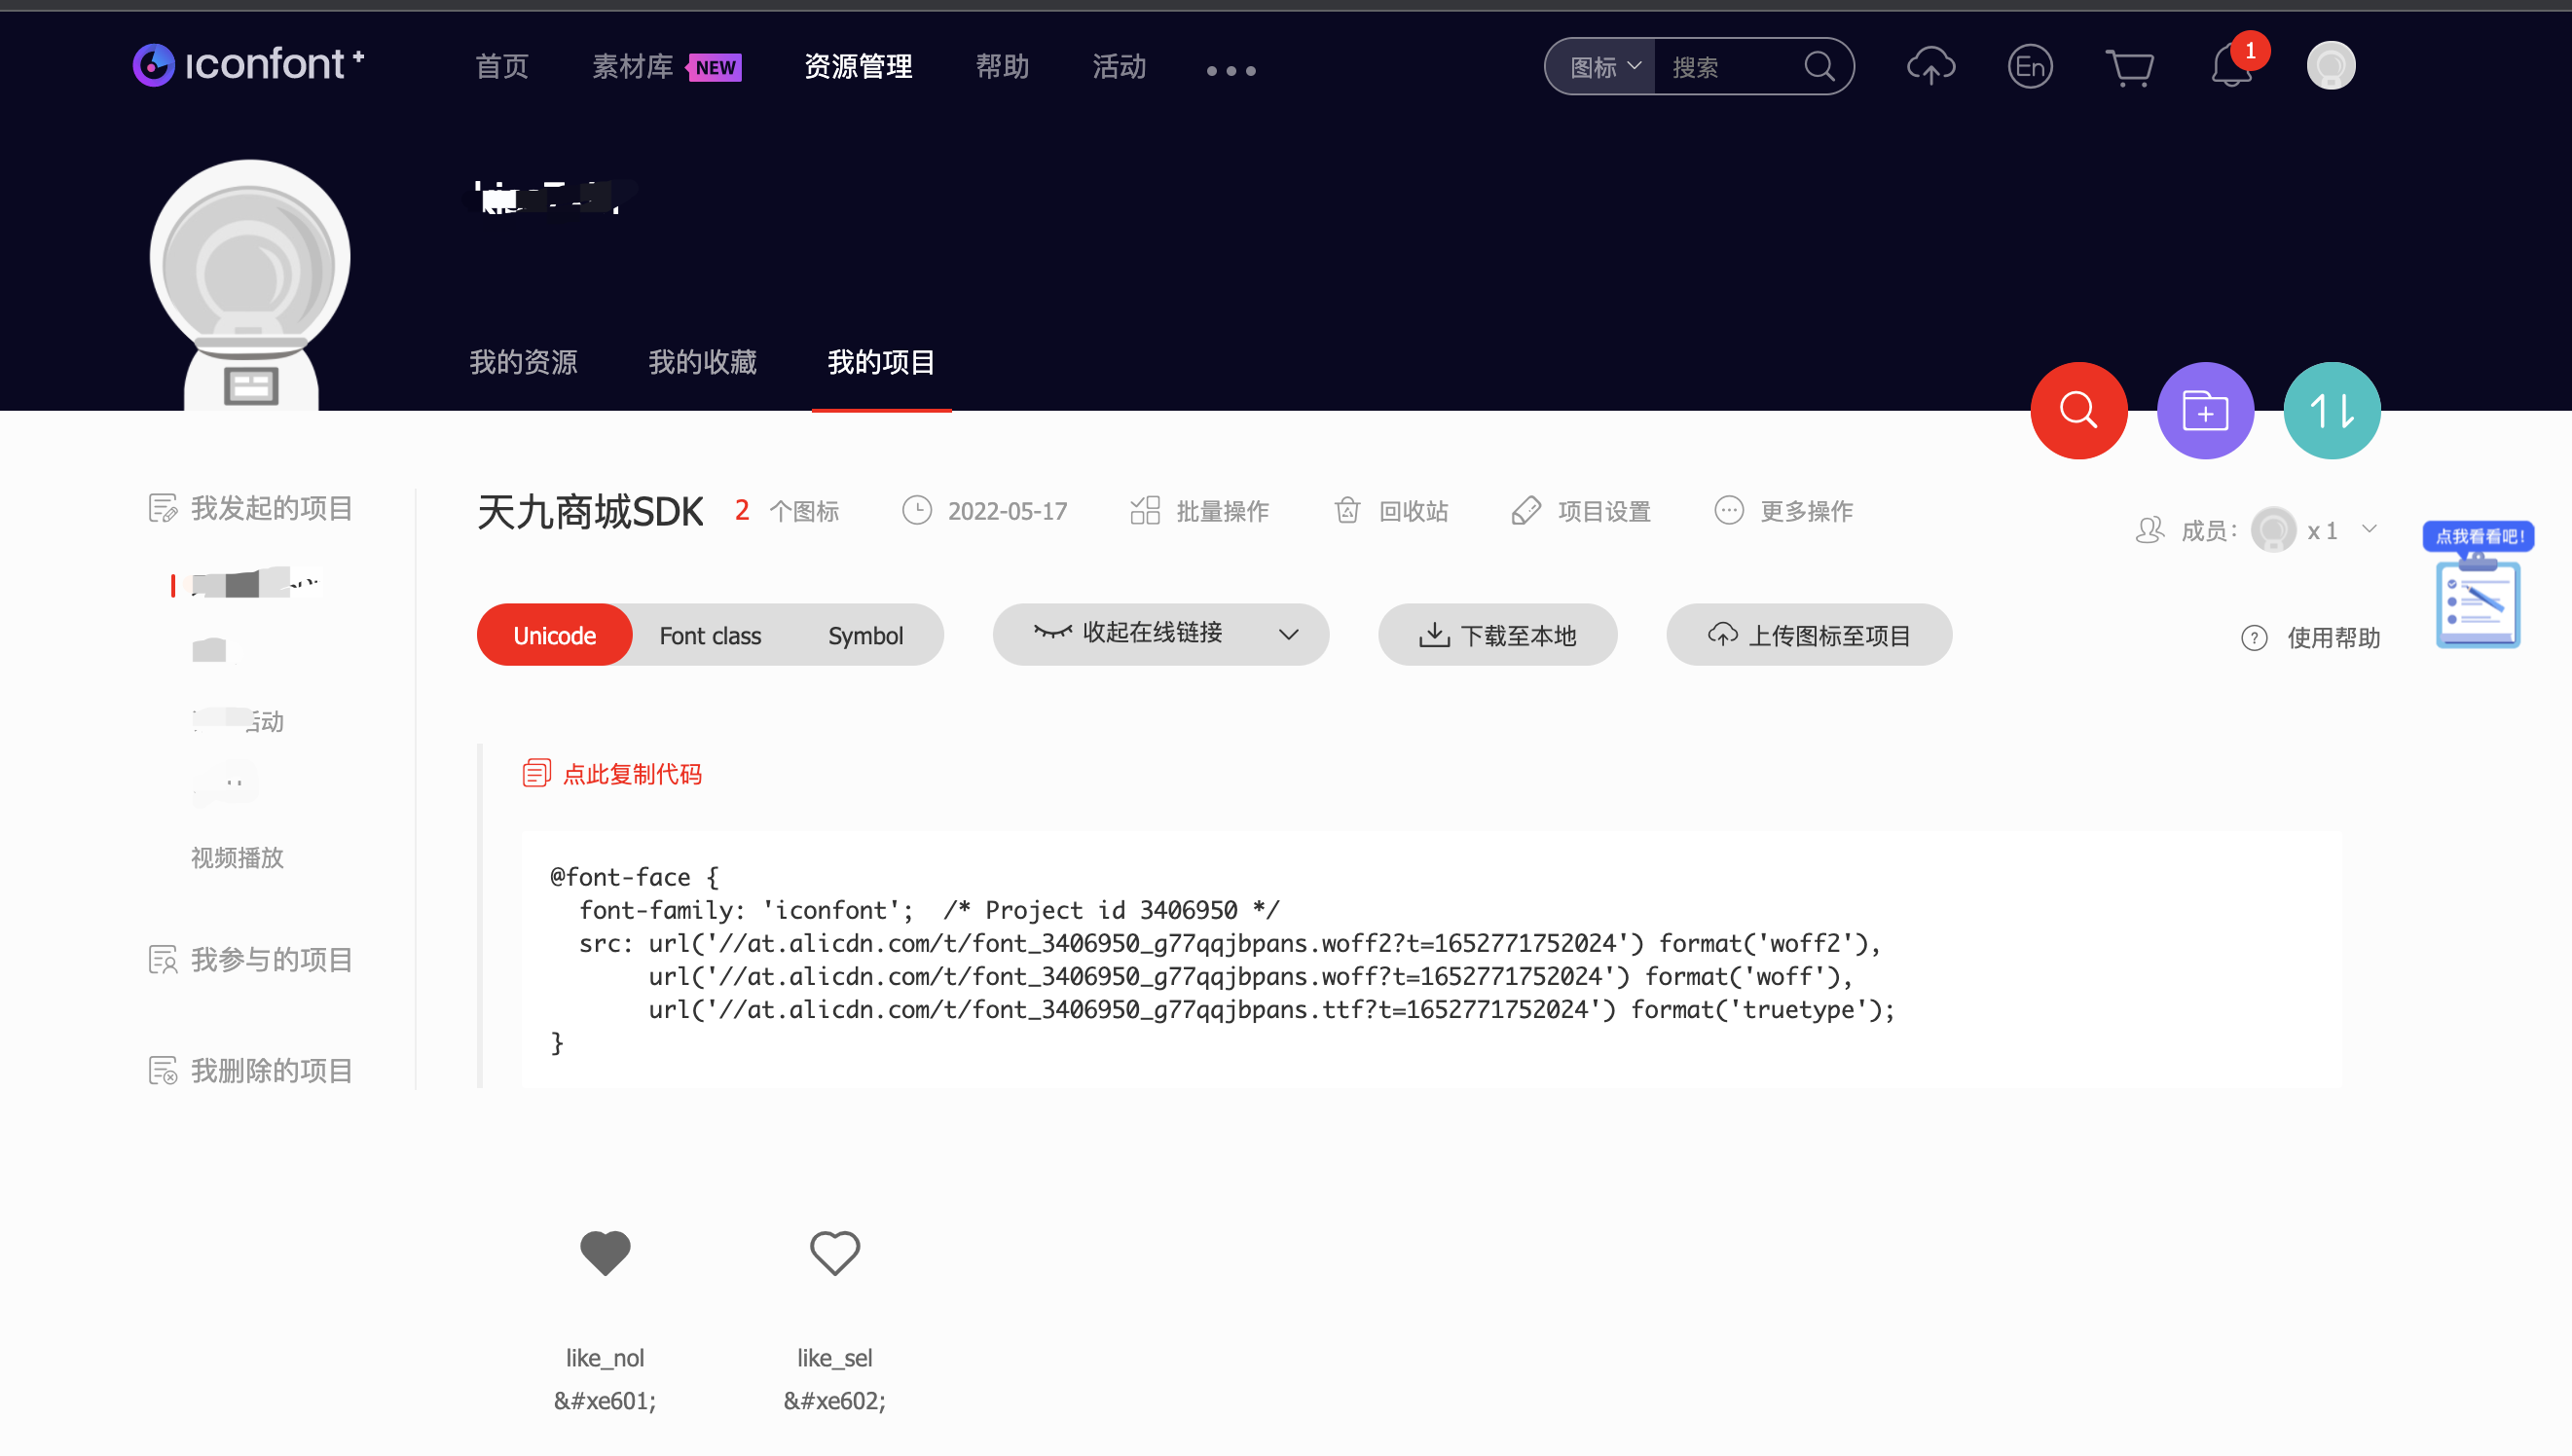 iconfont+
首页
素材库 NEW
资源管理
帮助
活动
图标
搜索
En
1
我的资源
我的收藏
我的项目
我发起的项目
活动
视频播放
我参与的项目
我删除的项目
天九商城SDK 2 个图标 2022-05-17 批量操作 回收站 项目设置 更多操作
成员： x 1
点我看看吧!
Unicode Font class Symbol 收起在线链接 下载至本地 上传图标至项目
使用帮助
点此复制代码
@font-face {
  font-family: 'iconfont';  /* Project id 3406950 */
  src: url('//at.alicdn.com/t/font_3406950_g77qqjbpans.woff2?t=1652771752024') format('woff2'),
       url('//at.alicdn.com/t/font_3406950_g77qqjbpans.woff?t=1652771752024') format('woff'),
       url('//at.alicdn.com/t/font_3406950_g77qqjbpans.ttf?t=1652771752024') format('truetype');
}
like_nol like_sel
&#xe601; &#xe602;